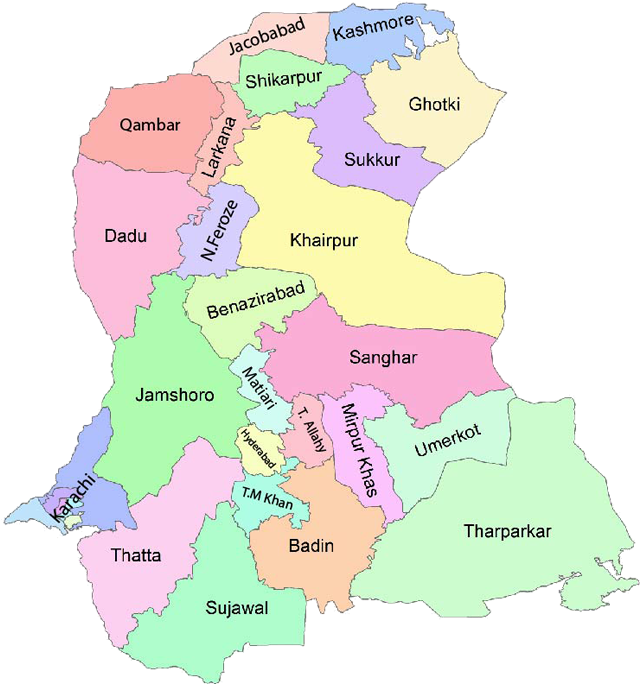 Jacobabad
Kashmore
Shikarpur
Ghotki
Qambar
Larkana
Sukkur
N.Feroze
Dadu
Khairpur
Benazirabad
Sanghar
Matiari
Jamshoro
T. Allahy
Mirpur Khas
Umerkot
Hyderabad
Karachi
T.M Khan
Tharparkar
Badin
Thatta
Sujawal